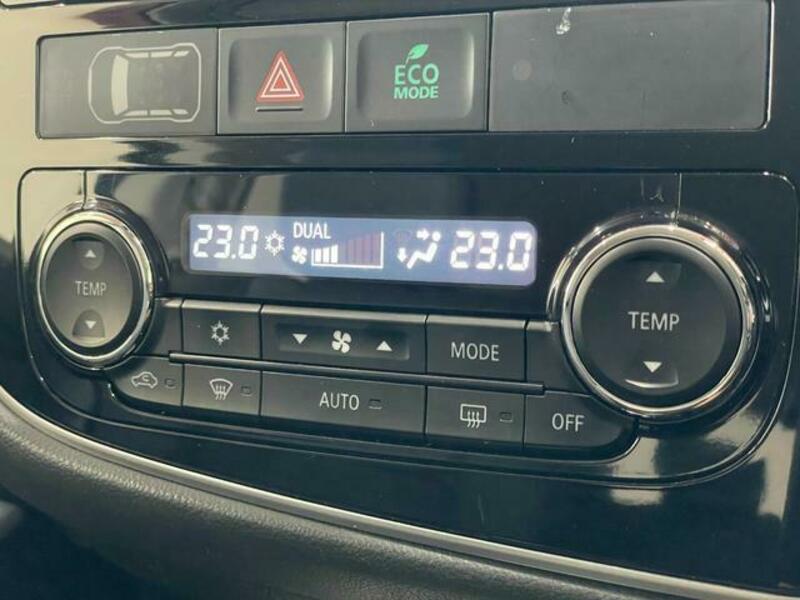 ECO
MODE
23.0 DUAL 23.0
TEMP
TEMP
MODE
AUTO
OFF